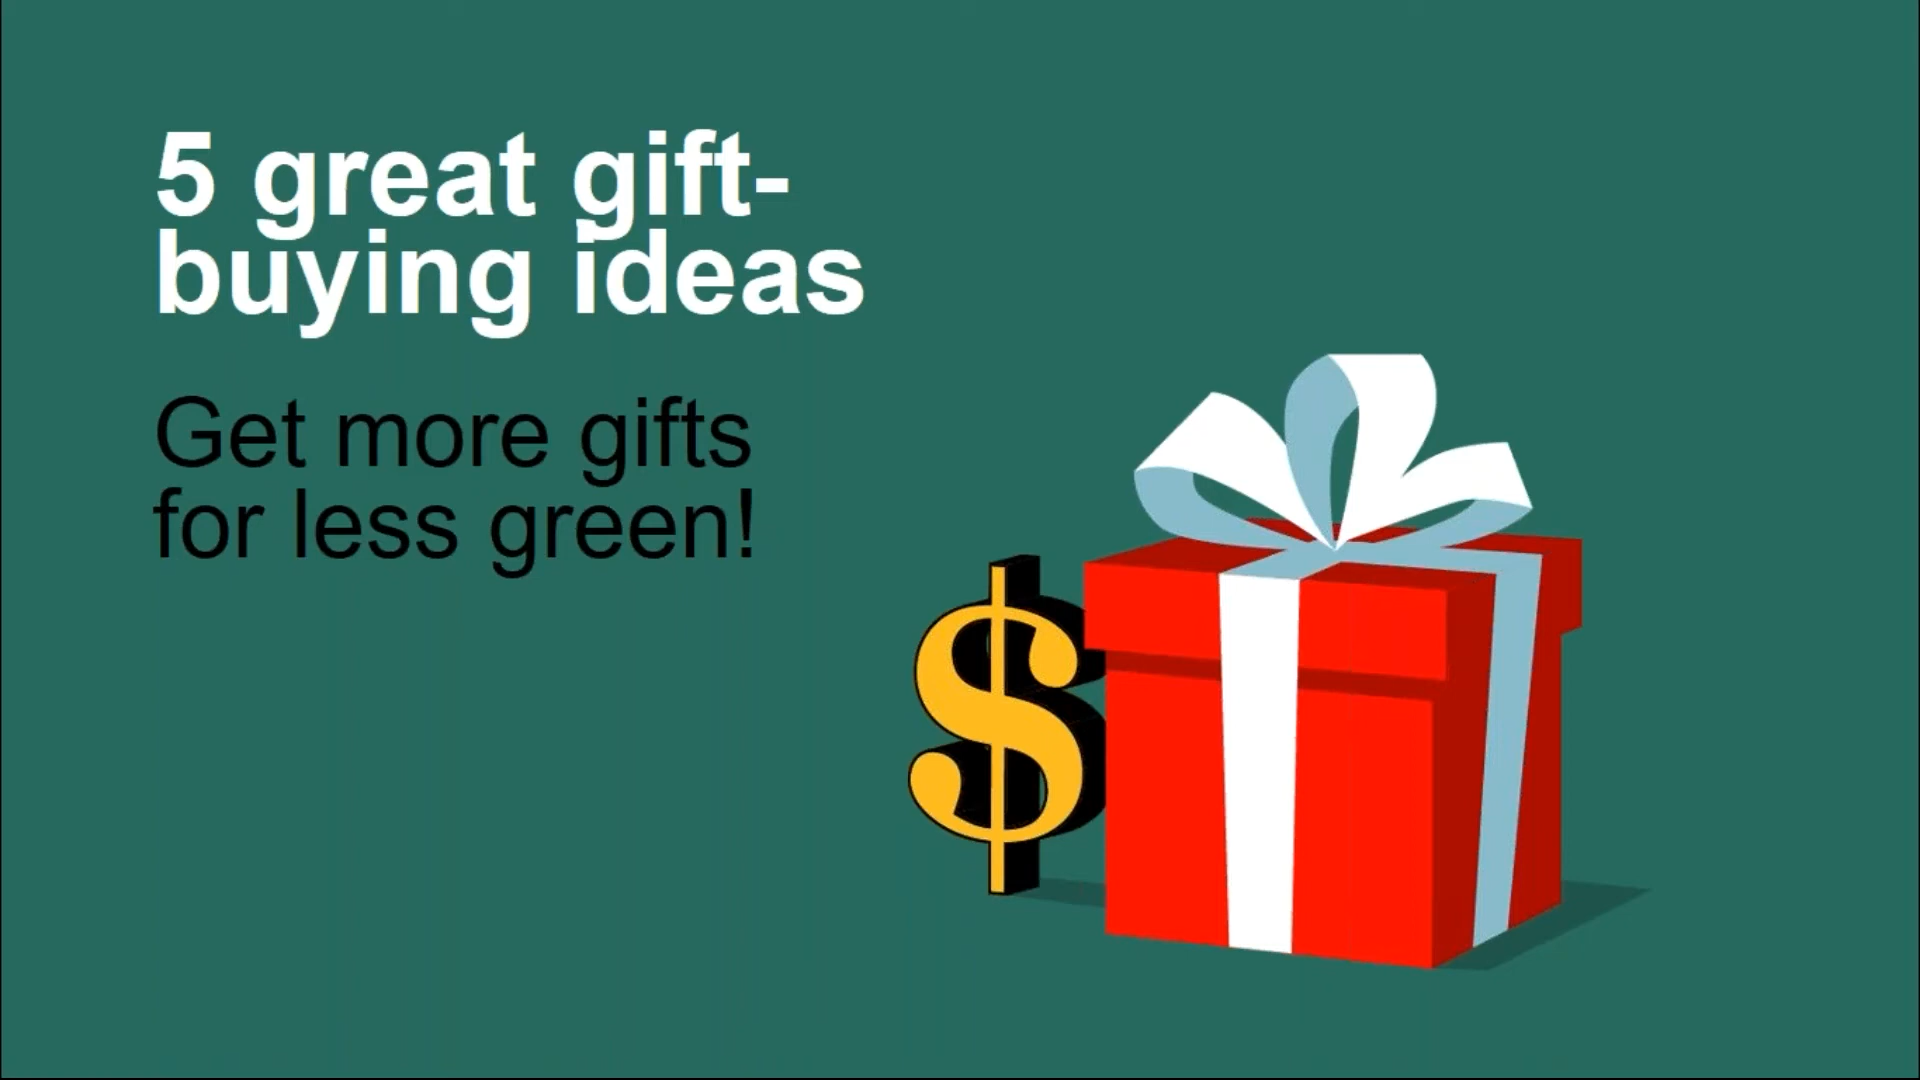 5 great gift-
buying ideas
Get more gifts
for less green!
$